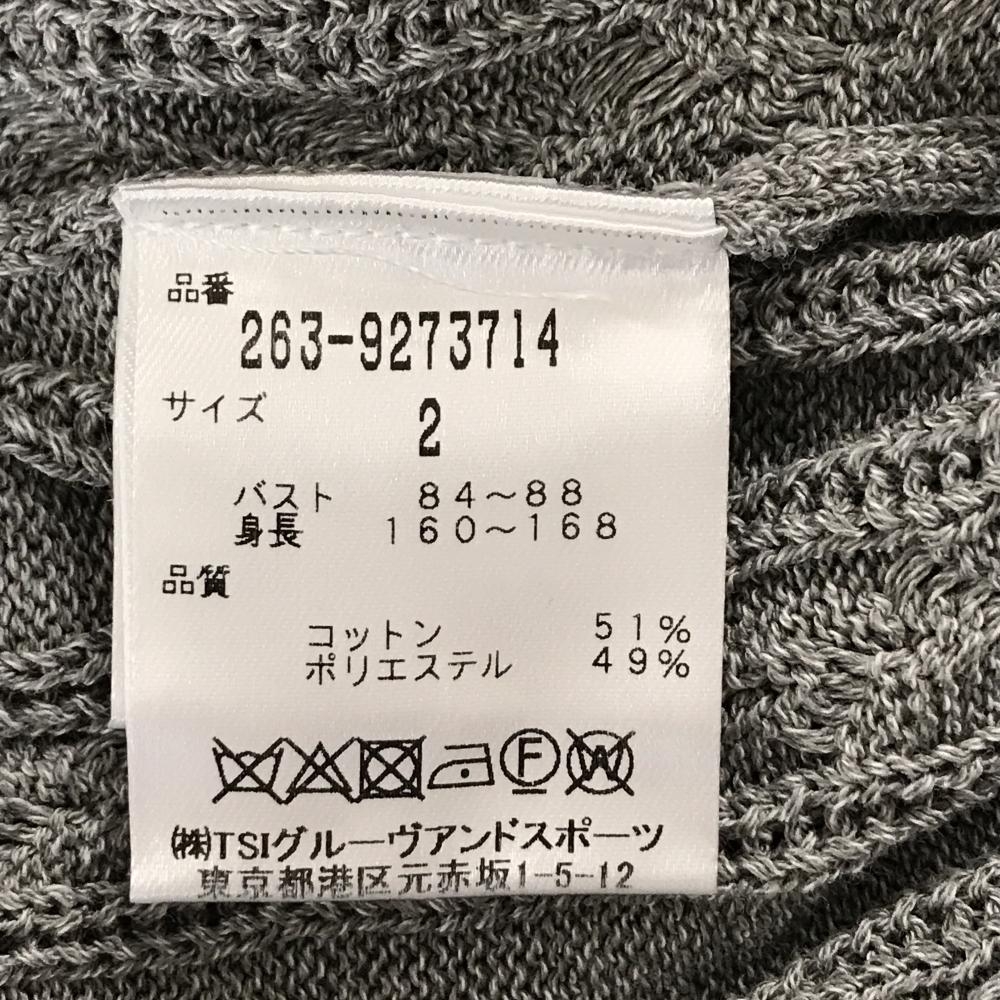 品番
263-9273714
サイズ
2
バスト 84~88
身長 160~168
品質
コットン 51%
ポリエステル 49%
F W
㈱TSIグルーヴアンドスポーツ
東京都港区元赤坂1-5-12